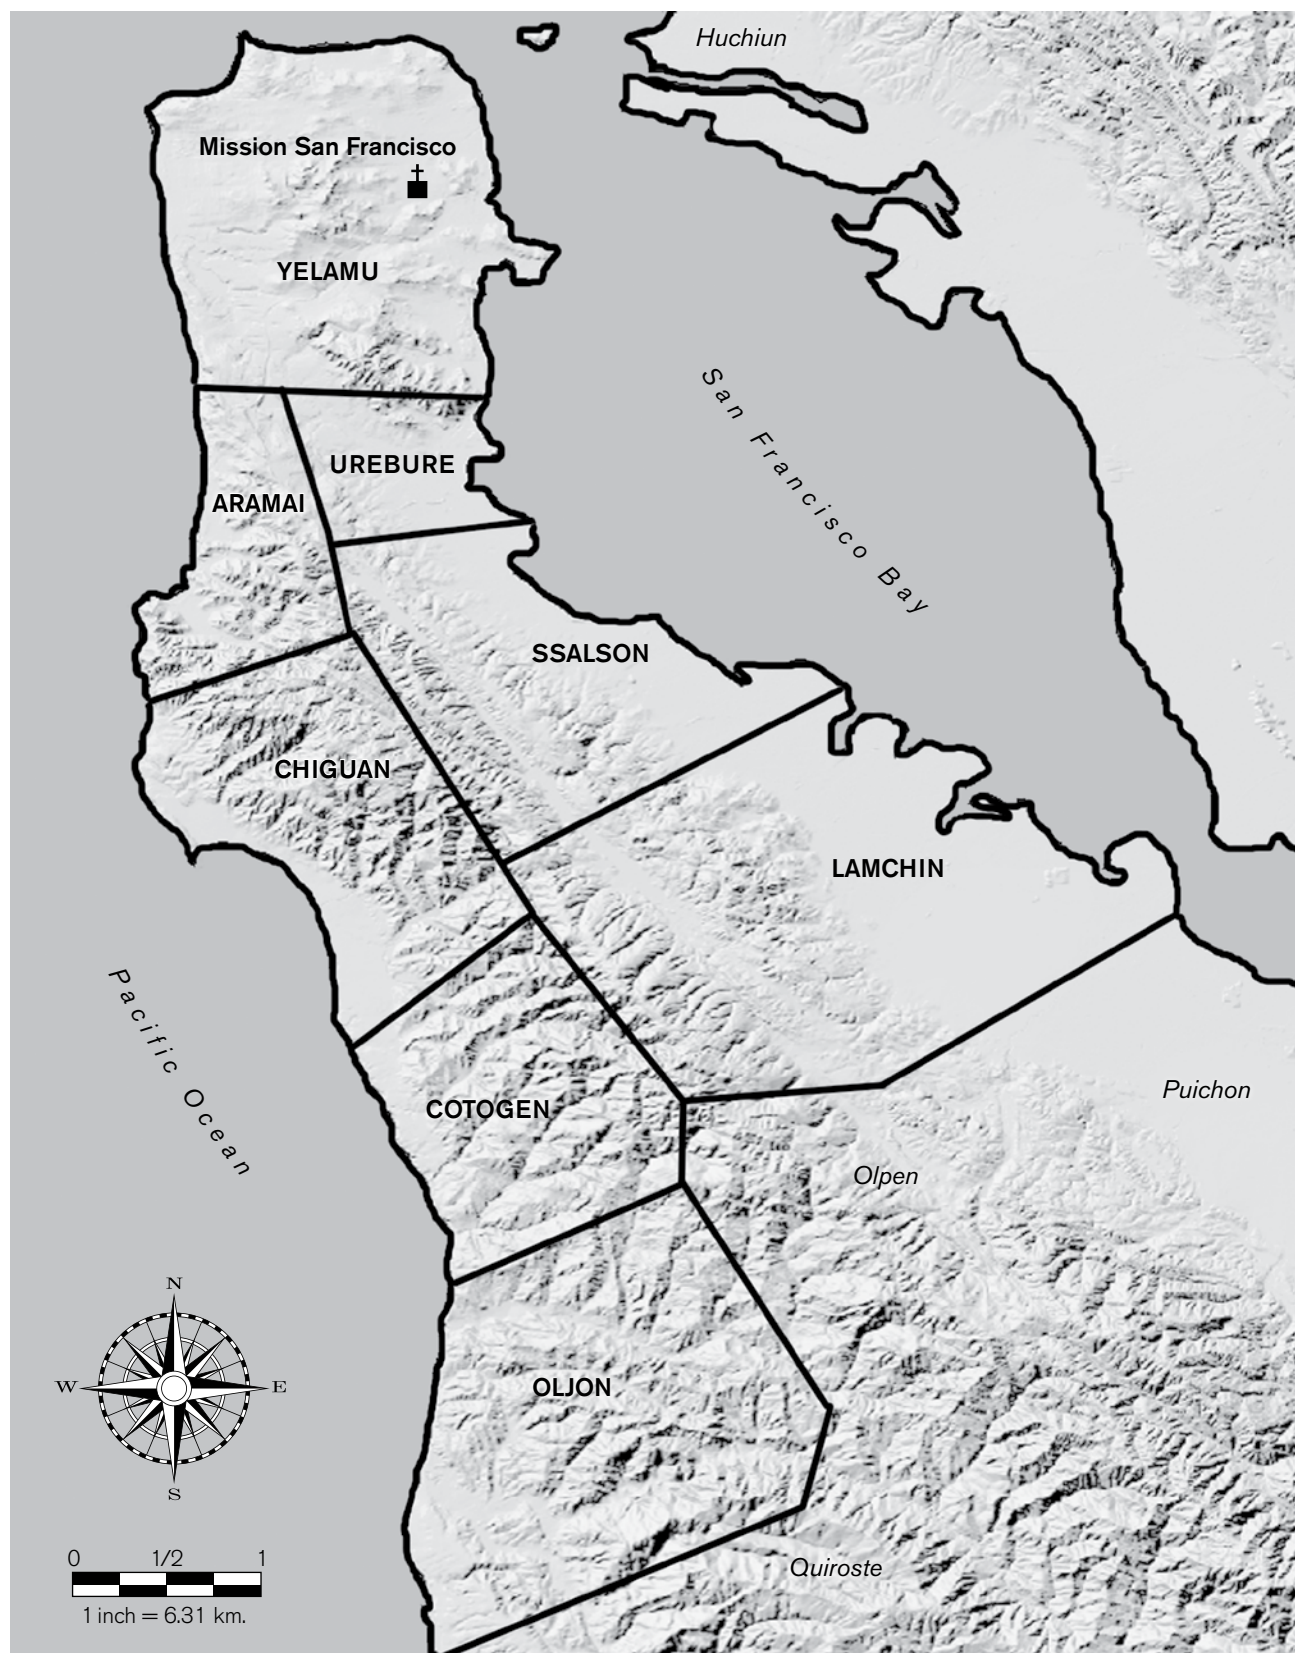 Huchiun
Mission San Francisco
YELAMU
San Francisco Bay
UREBURE
ARAMAI
SSALSON
CHIGUAN
LAMCHIN
Pacific Ocean
Puichon
COTOGEN
Olpen
N
W
E
OLJON
S
0 1/2 1
Quiroste
1 inch = 6.31 km.